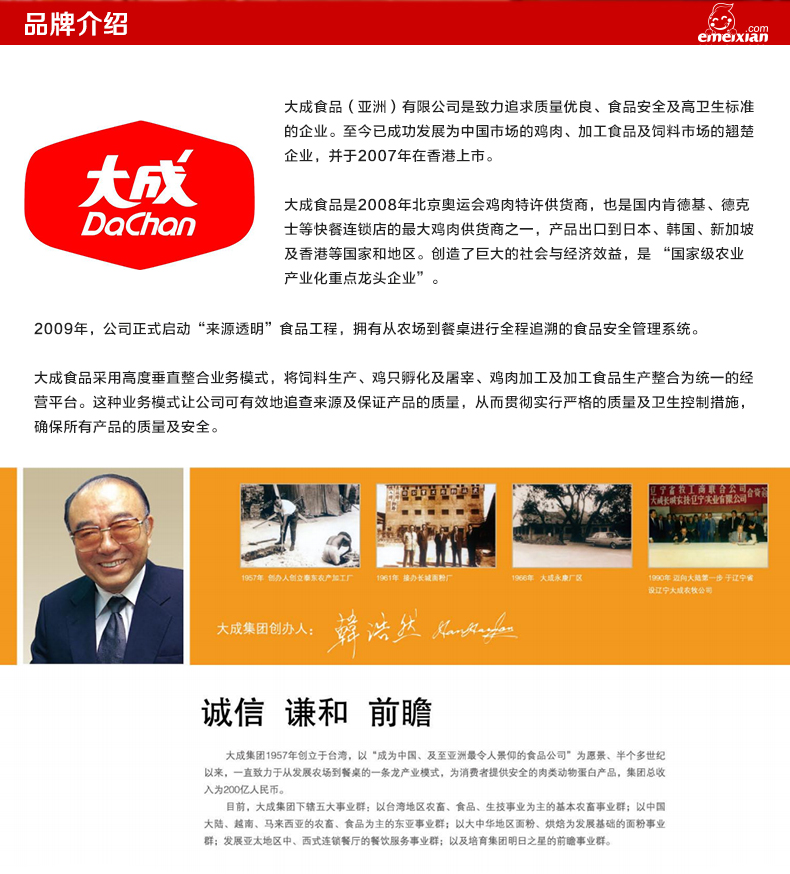 品牌介绍
emeixian.com
大成食品（亚洲）有限公司是致力追求质量优良、食品安全及高卫生标准
的企业。至今已成功发展为中国市场的鸡肉、加工食品及饲料市场的翘楚
企业，并于2007年在香港上市。
大成
DaChan
大成食品是2008年北京奥运会鸡肉特许供货商，也是国内肯德基、德克
士等快餐连锁店的最大鸡肉供货商之一，产品出口到日本、韩国、新加坡
及香港等国家和地区。创造了巨大的社会与经济效益，是 “国家级农业
产业化重点龙头企业”。
2009年，公司正式启动“来源透明”食品工程，拥有从农场到餐桌进行全程追溯的食品安全管理系统。
大成食品采用高度垂直整合业务模式，将饲料生产、鸡只孵化及屠宰、鸡肉加工及加工食品生产整合为统一的经
营平台。这种业务模式让公司可有效地追查来源及保证产品的质量，从而贯彻实行严格的质量及卫生控制措施，
确保所有产品的质量及安全。
辽宁畜牧工商联合公司
大成长城农技辽宁实业有限公司合资
1957年 创办人创立泰东农产加工厂
1961年 接办长城面粉厂
1966年 大成永康厂区
1990年 迈向大陆第一步 于辽宁省
设辽宁大成农牧公司
大成集团创办人：韓浩然
诚信 谦和 前瞻
大成集团1957年创立于台湾，以“成为中国、及至亚洲最令人景仰的食品公司”为愿景、半个多世纪
以来，一直致力于从发展农场到餐桌的一条龙产业模式，为消费者提供安全的肉类动物蛋白产品，集团总收
入为200亿人民币。
目前，大成集团下辖五大事业群：以台湾地区农畜、食品、生技事业为主的基本农畜事业群；以中国
大陆、越南、马来西亚的农畜、食品为主的东亚事业群；以大中华地区面粉、烘焙为发展基础的面粉事业
群；发展亚太地区中、西式连锁餐厅的餐饮服务事业群；以及培育集团明日之星的前瞻事业群。